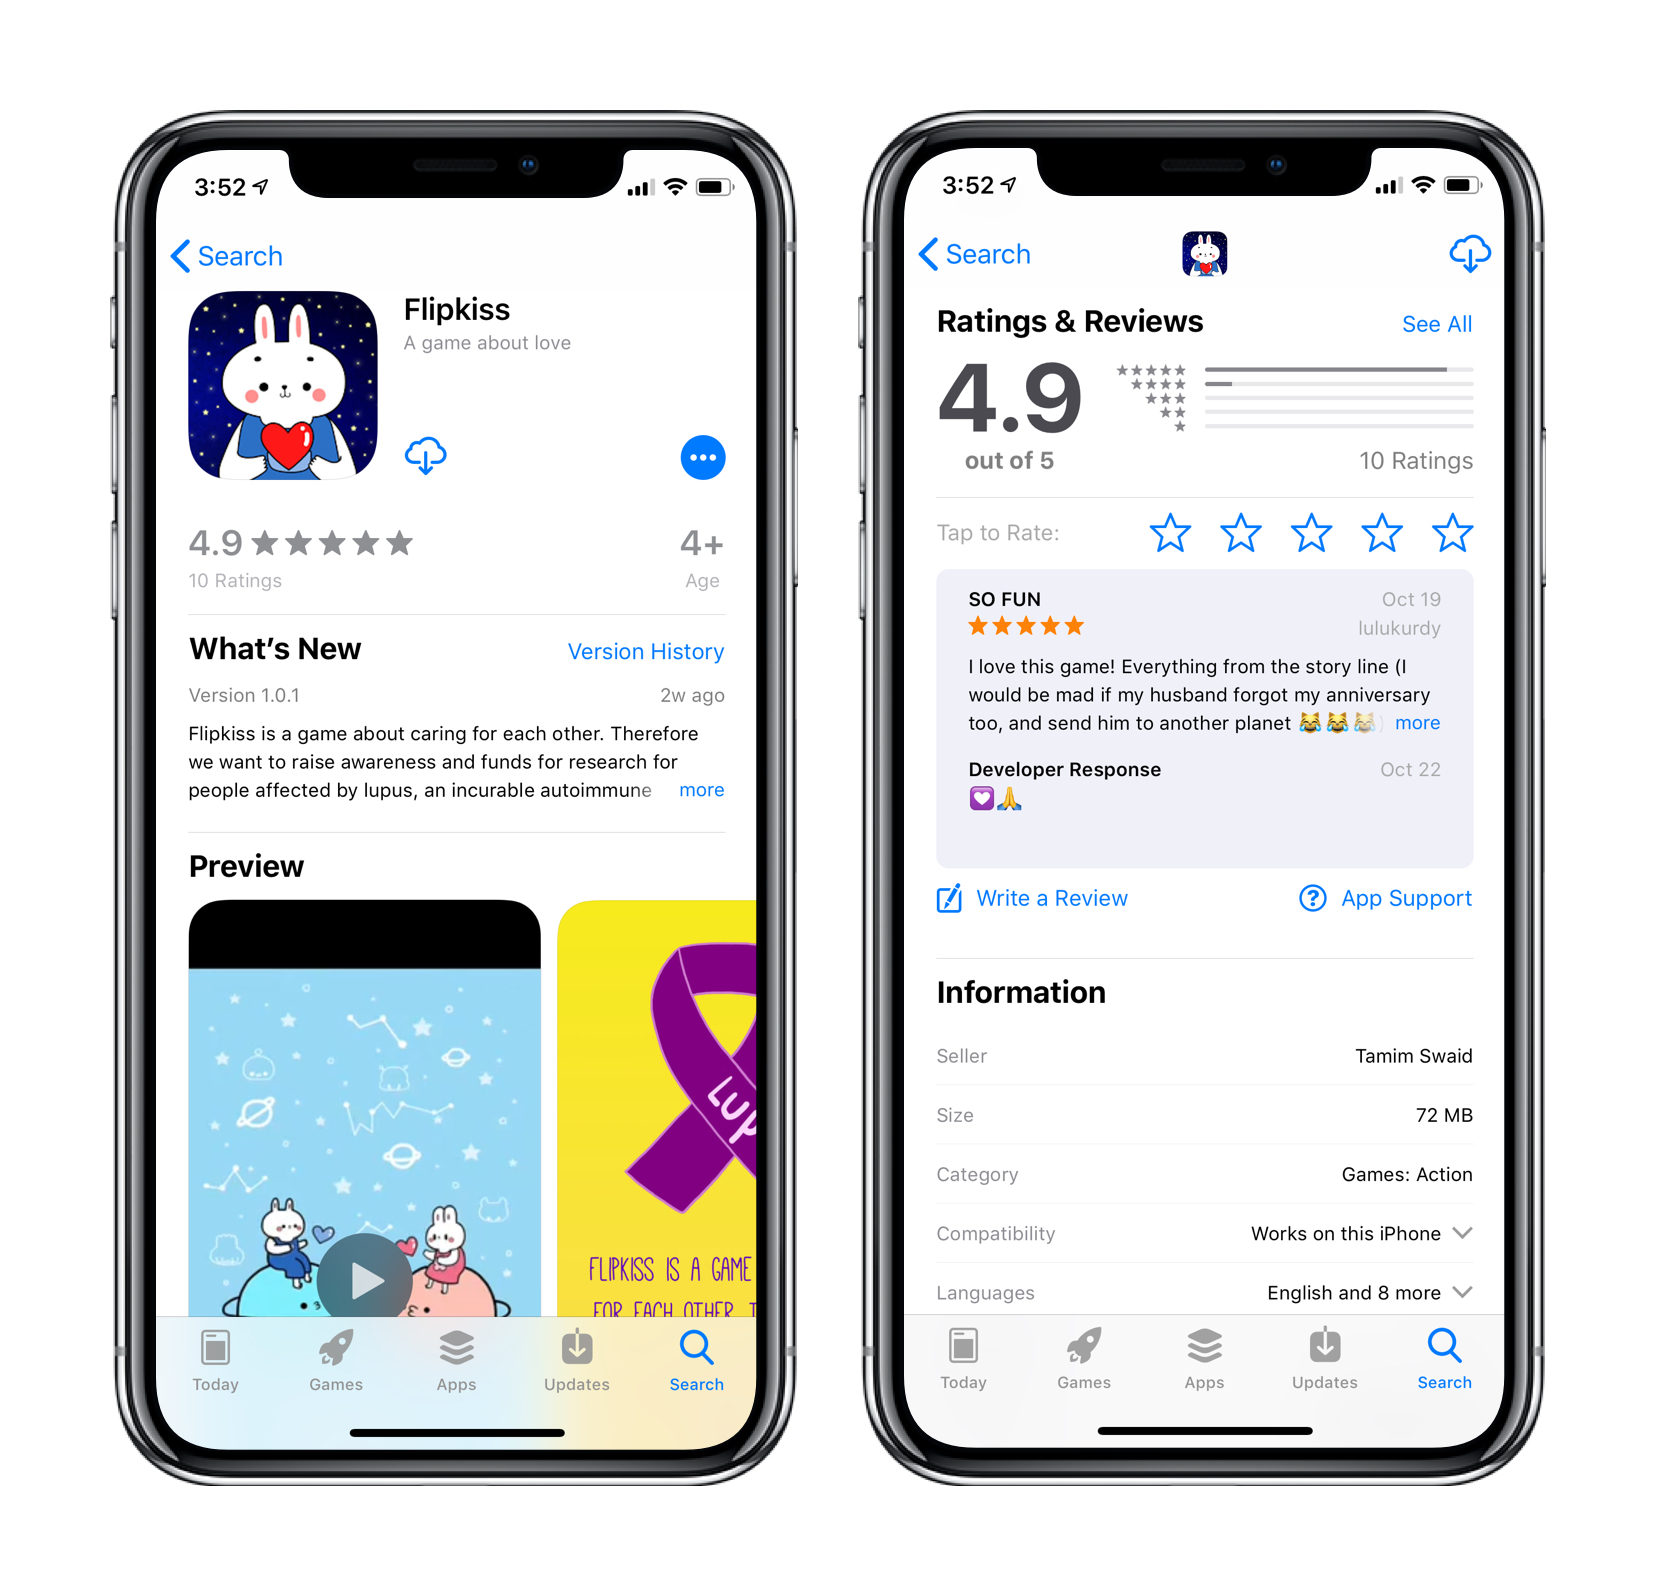 3:52
Search
Flipkiss
A game about love
4.9
4+
10 Ratings
Age
What's New
Version History
Version 1.0.1
2w ago
Flipkiss is a game about caring for each other. Therefore
we want to raise awareness and funds for research for
people affected by lupus, an incurable autoimmune
more
Preview
Lup
FLIPKISS IS A GAME
FOR EACH OTHER. T
Today
Games
Apps
Updates
Search
3:52
Search
Ratings & Reviews
See All
4.9
out of 5
10 Ratings
Tap to Rate:
SO FUN
Oct 19
lulukurdy
I love this game! Everything from the story line (I
would be mad if my husband forgot my anniversary
too, and send him to another planet 😹😹😹) more
Developer Response
Oct 22
💟🙏
Write a Review
App Support
Information
Seller
Tamim Swaid
Size
72 MB
Category
Games: Action
Compatibility
Works on this iPhone
Languages
English and 8 more
Today
Games
Apps
Updates
Search